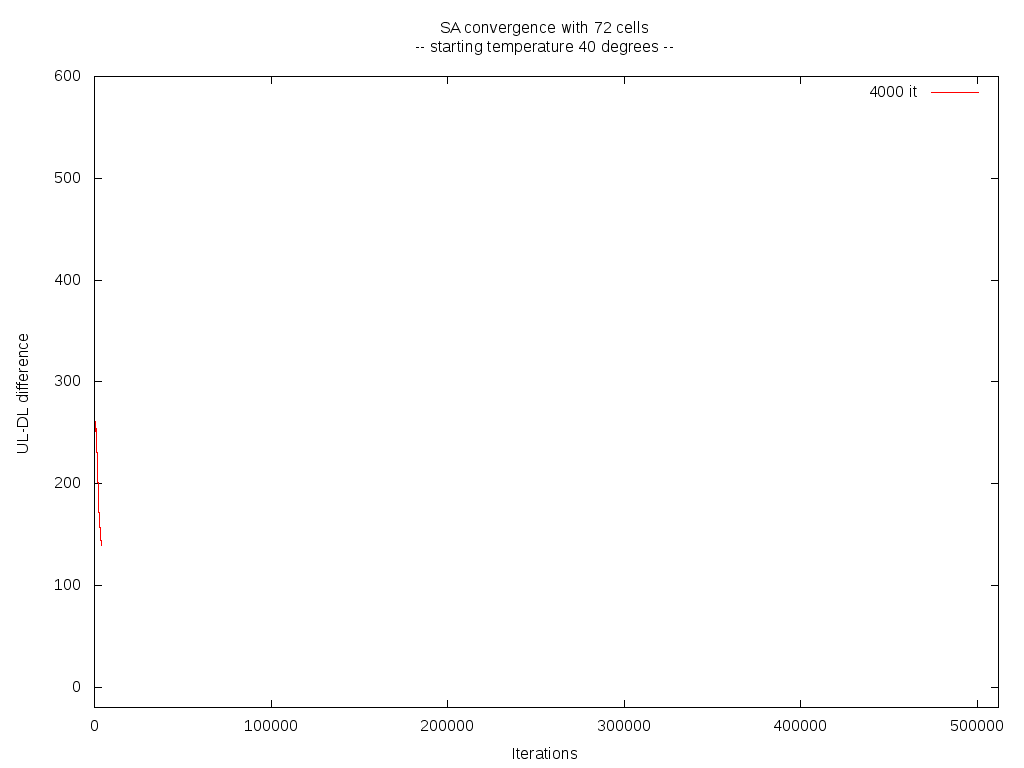 SA convergence with 72 cells
-- starting temperature 40 degrees --
600
4000 it
500
400
300
200
100
0
UL-DL difference
0 100000 200000 300000 400000 500000
Iterations